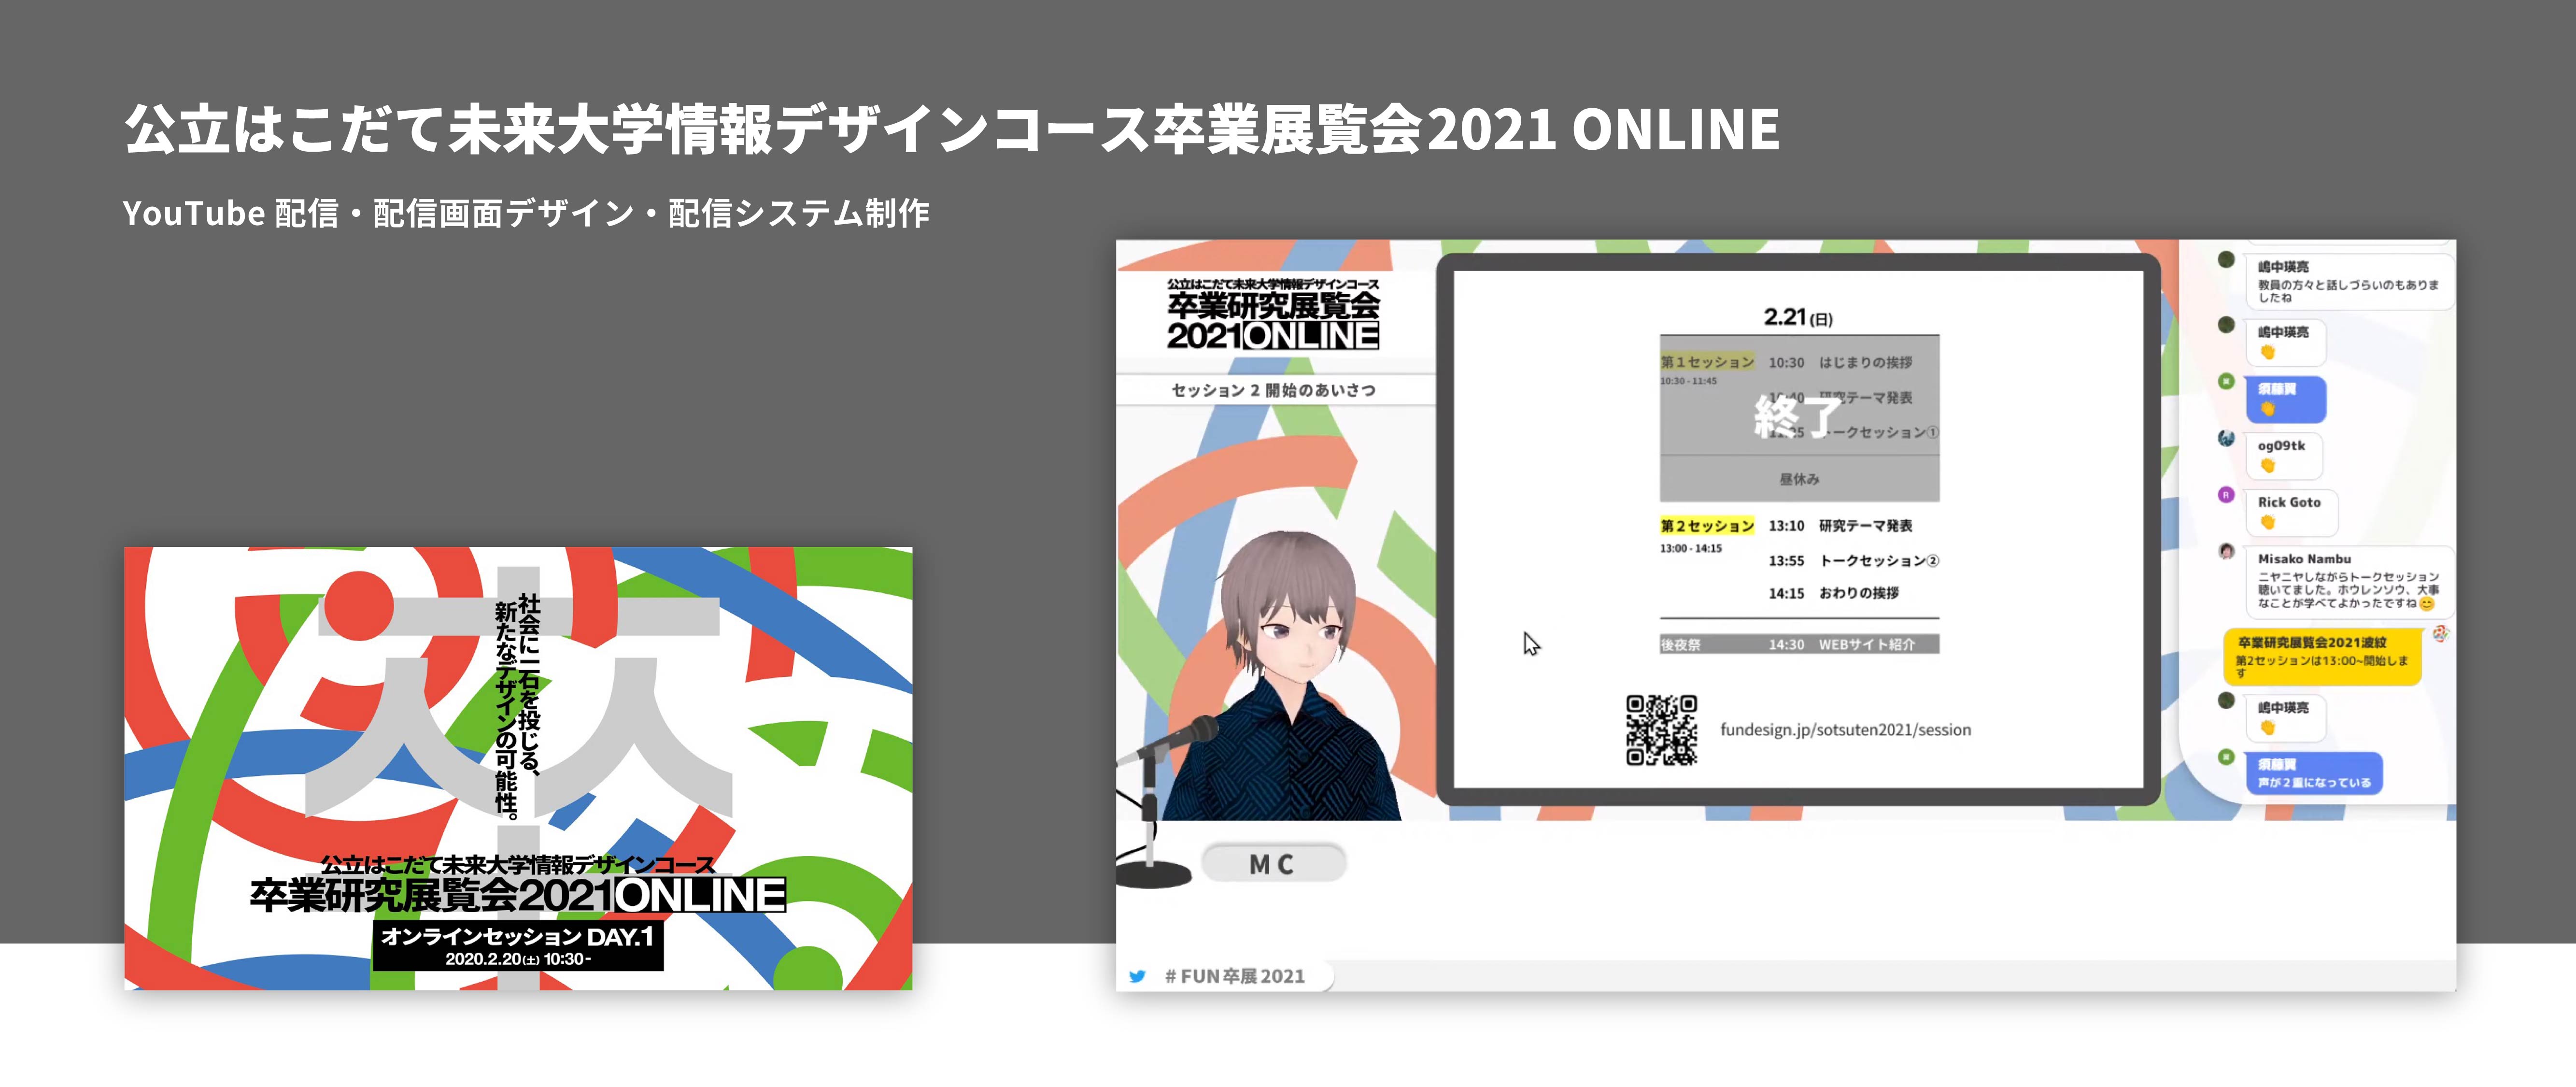 公立はこだて未来大学情報デザインコース卒業展覧会2021 ONLINE
YouTube 配信・配信画面デザイン・配信システム制作
社会に一石を投じる、
新たなデザインの可能性。
公立はこだて未来大学情報デザインコース
卒業研究展覧会2021ONLINE
オンラインセッション DAY.1
2020.2.20(土) 10:30-
公立はこだて未来大学情報デザインコース
卒業研究展覧会
2021ONLINE
セッション 2 開始のあいさつ
MC
# FUN卒展2021
2.21(日)
第1セッション 10:30 はじまりの挨拶
10:30 - 11:45
研究テーマ発表
終了
トークセッション①
昼休み
第2セッション 13:10 研究テーマ発表
13:00 - 14:15
13:55 トークセッション②
14:15 おわりの挨拶
後夜祭 14:30 WEBサイト紹介
fundesign.jp/sotsuten2021/session
嶋中瑛亮
教員の方々と話しづらいのもありま
したね
嶋中瑛亮
👏
須藤翼
👏
og09tk
👏
R
Rick Goto
👏
Misako Nambu
ニヤニヤしながらトークセッション
聴いてました。ホウレンソウ、大事
なことが学べてよかったですね😊
卒業研究展覧会2021波紋
第2セッションは13:00~開始しま
す
嶋中瑛亮
👏
須藤翼
声が2重になっている